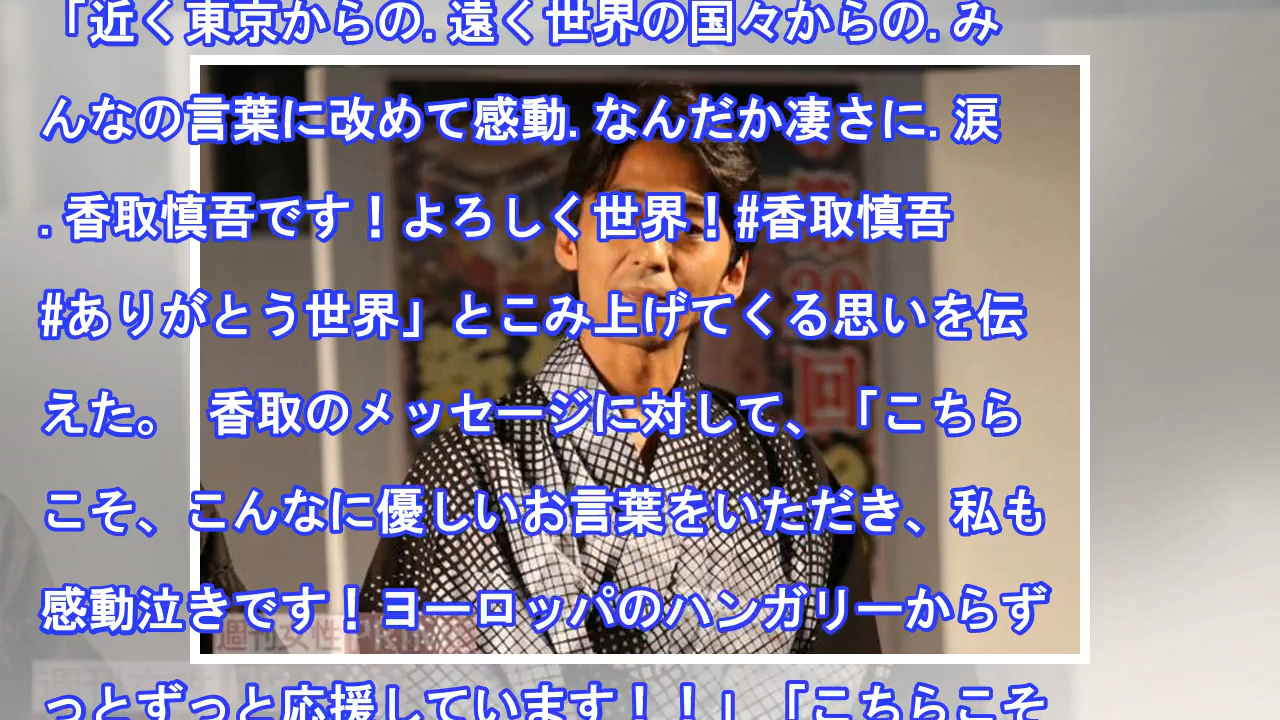 「近く東京からの.遠く世界の国々からの.み
んなの言葉に改めて感動.なんだか凄さに.涙
.香取慎吾です！よろしく世界！#香取慎吾
#ありがとう世界」とこみ上げてくる思いを伝
えた。　香取のメッセージに対して、「こちら
こそ、こんなに優しいお言葉をいただき、私も
感動泣きです！ヨーロッパのハンガリーからず
っとずっと応援しています！！」「こちらこそ
回
週刊女性